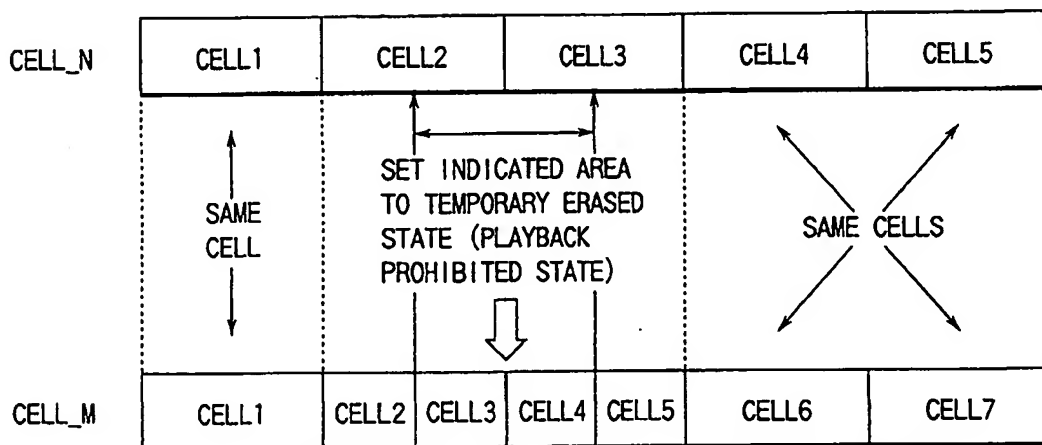 CELL_N CELL1 CELL2 CELL3 CELL4 CELL5
SET INDICATED AREA
TO TEMPORARY ERASED
STATE (PLAYBACK
PROHIBITED STATE)
SAME
CELL
SAME CELLS
CELL_M CELL1 CELL2 CELL3 CELL4 CELL5 CELL6 CELL7